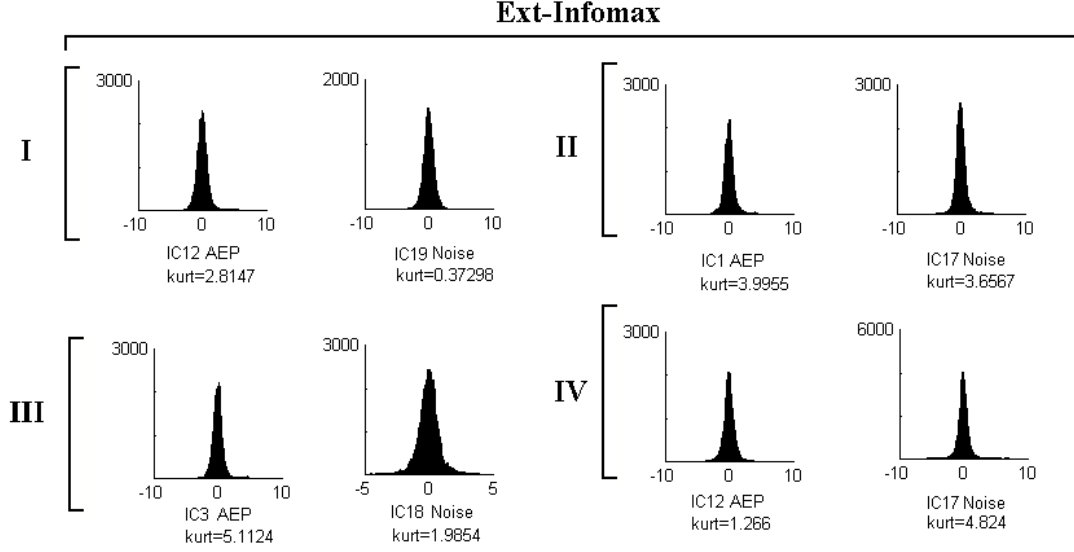 Ext-Infomax
I
3000
-10 0 10
IC12 AEP
kurt=2.8147
2000
-10 0 10
IC19 Noise
kurt=0.37298
II
3000
-10 0 10
IC1 AEP
kurt=3.9955
3000
-10 0 10
IC17 Noise
kurt=3.6567
III
3000
-10 0 10
IC3 AEP
kurt=5.1124
3000
-5 0 5
IC18 Noise
kurt=1.9854
IV
3000
-10 0 10
IC12 AEP
kurt=1.266
6000
-10 0 10
IC17 Noise
kurt=4.824